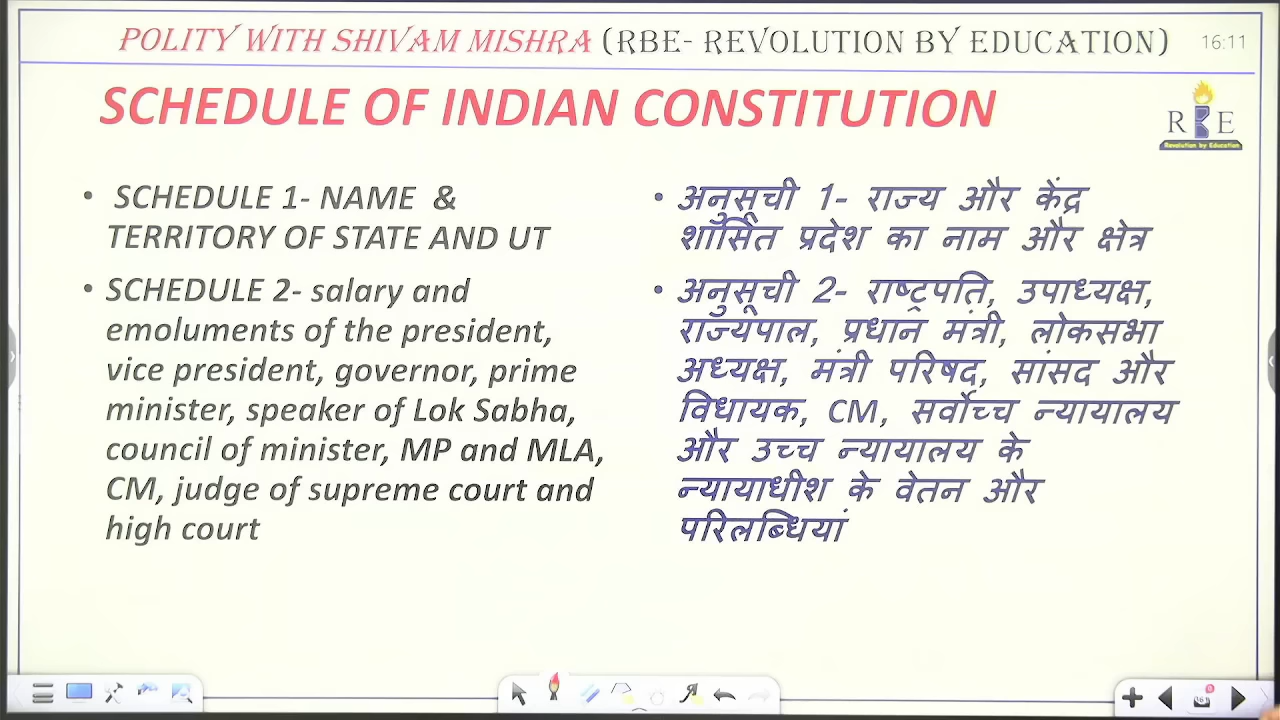 POLITY WITH SHIVAM MISHRA (RBE- REVOLUTION BY EDUCATION)
16:11
SCHEDULE OF INDIAN CONSTITUTION
R B E
Revolution by Education
• SCHEDULE 1- NAME &
TERRITORY OF STATE AND UT
• SCHEDULE 2- salary and
emoluments of the president,
vice president, governor, prime
minister, speaker of Lok Sabha,
council of minister, MP and MLA,
CM, judge of supreme court and
high court
• अनुसूची 1- राज्य और केंद्र
शासित प्रदेश का नाम और क्षेत्र
• अनुसूची 2- राष्ट्रपति, उपाध्यक्ष,
राज्यपाल, प्रधान मंत्री, लोकसभा
अध्यक्ष, मंत्री परिषद, सांसद और
विधायक, CM, सर्वोच्च न्यायालय
और उच्च न्यायालय के
न्यायाधीश के वेतन और
परिलब्धियां